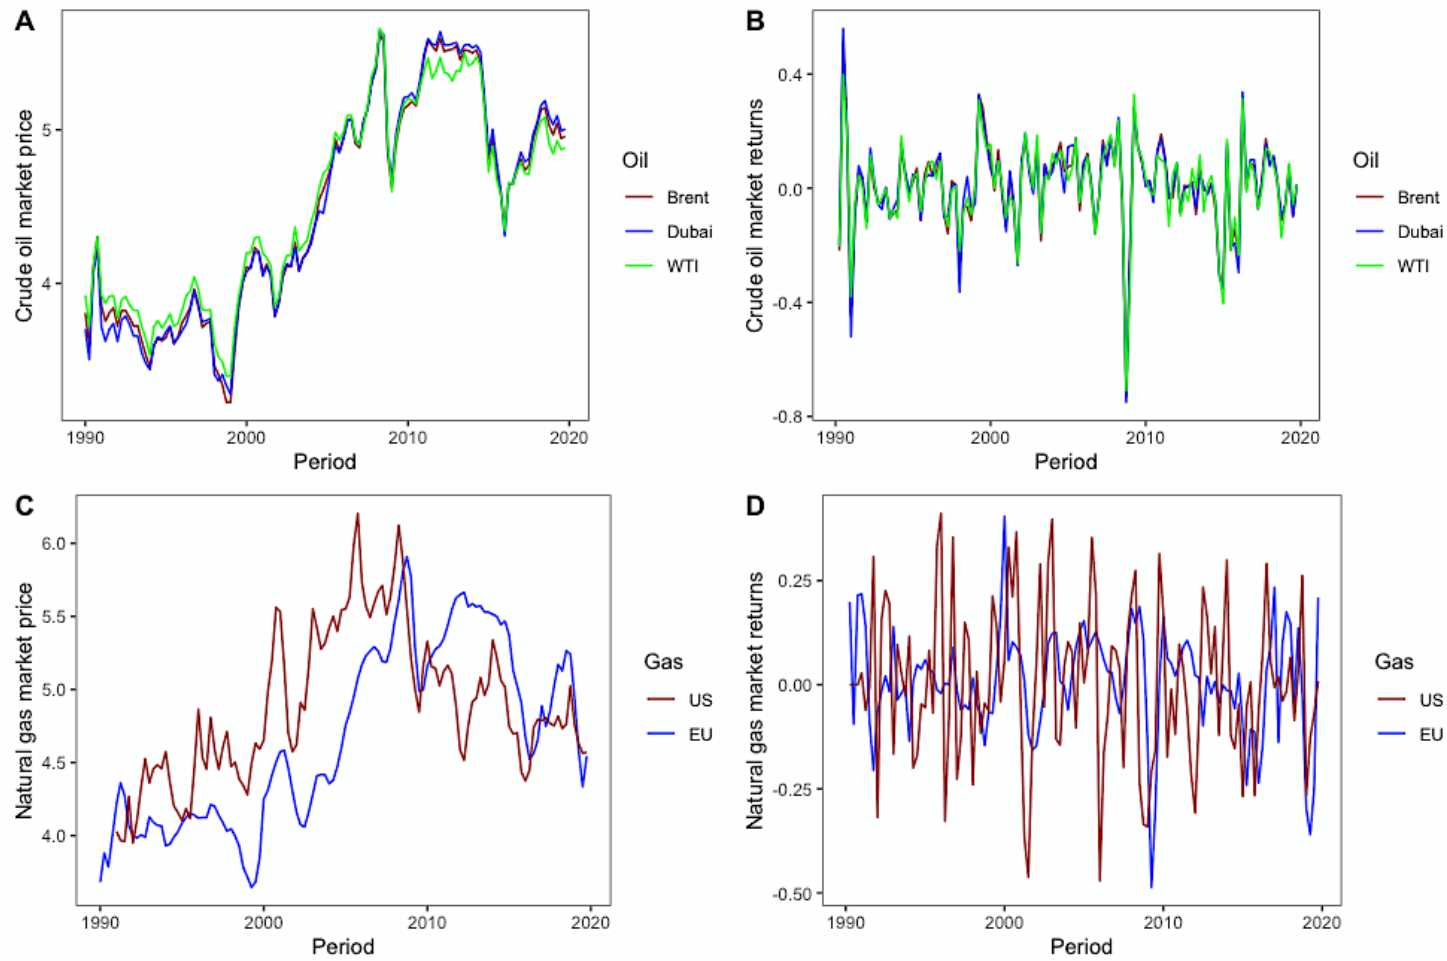 A
Crude oil market price
5
4
1990 2000 2010 2020
Period
Oil
Brent
Dubai
WTI
B
Crude oil market returns
0.4
0.0
-0.4
-0.8
1990 2000 2010 2020
Period
Oil
Brent
Dubai
WTI
C
Natural gas market price
6.0
5.5
5.0
4.5
4.0
1990 2000 2010 2020
Period
Gas
US
EU
D
Natural gas market returns
0.25
0.00
-0.25
-0.50
1990 2000 2010 2020
Period
Gas
US
EU